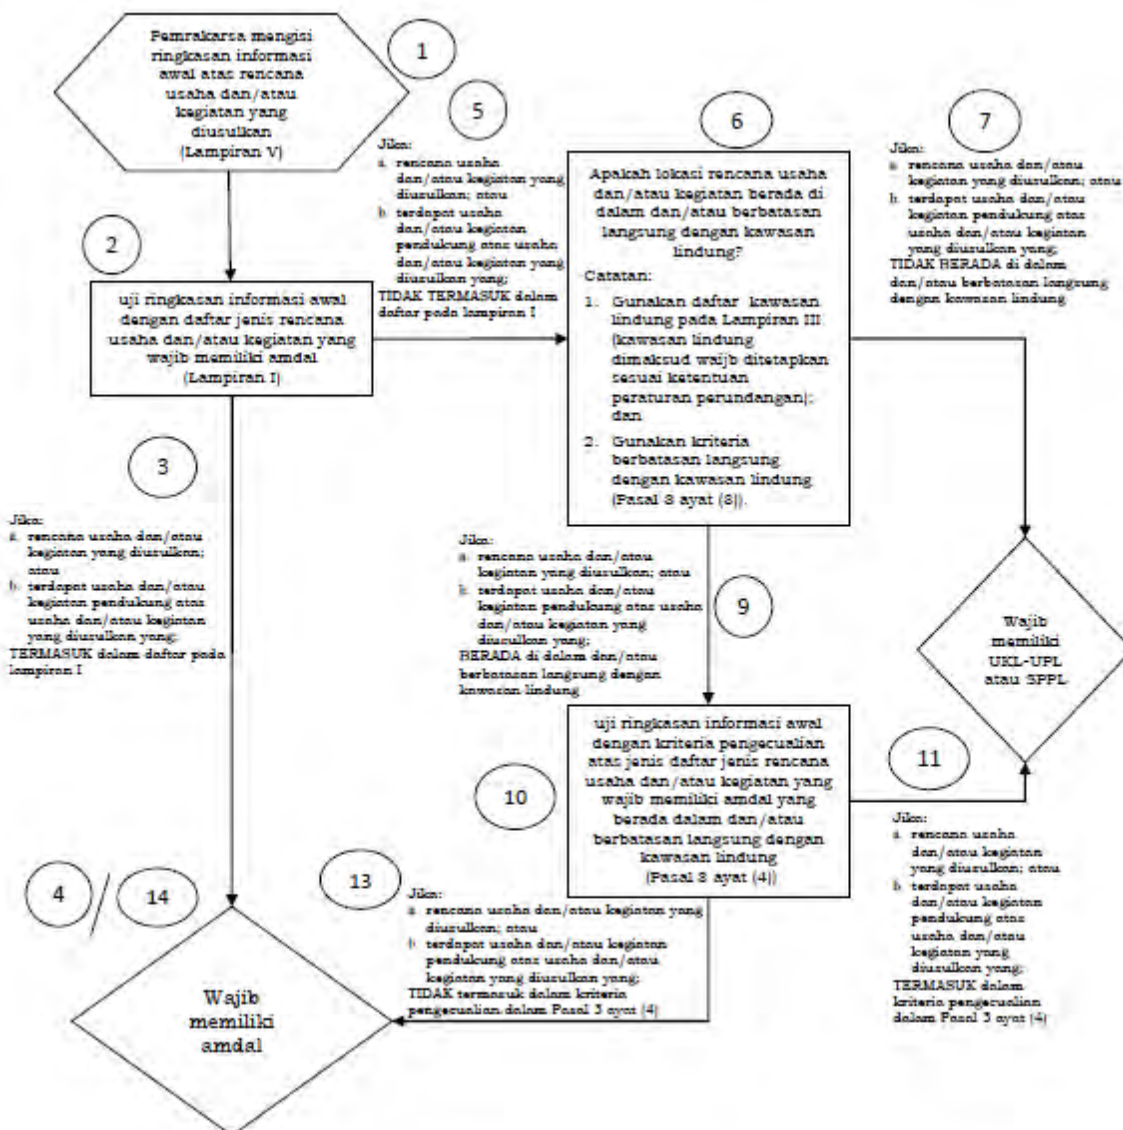 Pemrakarsa mengisi
ringkasan informasi
awal atas rencana
usaha dan/atau
kegiatan yang
diusulkan
(Lampiran V)
1
2
uji ringkasan informasi awal
dengan daftar jenis rencana
usaha dan/atau kegiatan yang
wajib memiliki amdal
(Lampiran I)
3
Jika:
a. rencana usaha dan/atau
kegiatan yang diusulkan;
atau
b. terdapat usaha dan/atau
kegiatan pendukung atas
usaha dan/atau kegiatan
yang diusulkan yang;
TERMASUK dalam daftar pada
lampiran I
4
/
14
Wajib
memiliki
amdal
5
Jika:
a. rencana usaha
dan/atau kegiatan yang
diusulkan; atau
b. terdapat usaha
dan/atau kegiatan
pendukung atas usaha
dan/atau kegiatan yang
diusulkan yang;
TIDAK TERMASUK dalam
daftar pada lampiran I
6
Apakah lokasi rencana usaha
dan/atau kegiatan berada di
dalam dan/atau berbatasan
langsung dengan kawasan
lindung?
Catatan:
1. Gunakan daftar kawasan
lindung pada Lampiran III
(kawasan lindung
dimaksud waijb ditetapkan
sesuai ketentuan
peraturan perundangan);
dan
2. Gunakan kriteria
berbatasan langsung
dengan kawasan lindung
(Pasal 3 ayat (3)).
7
Jika:
a. rencana usaha dan/atau
kegiatan yang diusulkan; atau
b. terdapat usaha dan/atau
kegiatan pendukung atas
usaha dan/atau kegiatan
yang diusulkan yang;
TIDAK BERADA di dalam
dan/atau berbatasan langsung
dengan kawasan lindung
Wajib
memiliki
UKL-UPL
atau SPPL
Jika:
a. rencana usaha dan/atau
kegiatan yang diusulkan; atau
b. terdapat usaha dan/atau
kegiatan pendukung atas usaha
dan/atau kegiatan yang
diusulkan yang;
BERADA di dalam dan/atau
berbatasan langsung dengan
kawasan lindung
9
10
uji ringkasan informasi awal
dengan kriteria pengecualian
atas jenis daftar jenis rencana
usaha dan/atau kegiatan yang
wajib memiliki amdal yang
berada dalam dan/atau
berbatasan langsung dengan
kawasan lindung
(Pasal 3 ayat (4))
11
Jika:
a. rencana usaha
dan/atau kegiatan
yang diusulkan; atau
b. terdapat usaha
dan/atau kegiatan
pendukung atas
usaha dan/atau
kegiatan yang
diusulkan yang;
TERMASUK dalam
kriteria pengecualian
dalam Pasal 3 ayat (4)
13
Jika:
a. rencana usaha dan/atau kegiatan yang
diusulkan; atau
b. terdapat usaha dan/atau kegiatan
pendukung atas usaha dan/atau
kegiatan yang diusulkan yang;
TIDAK termasuk dalam kriteria
pengecualian dalam Pasal 3 ayat (4)